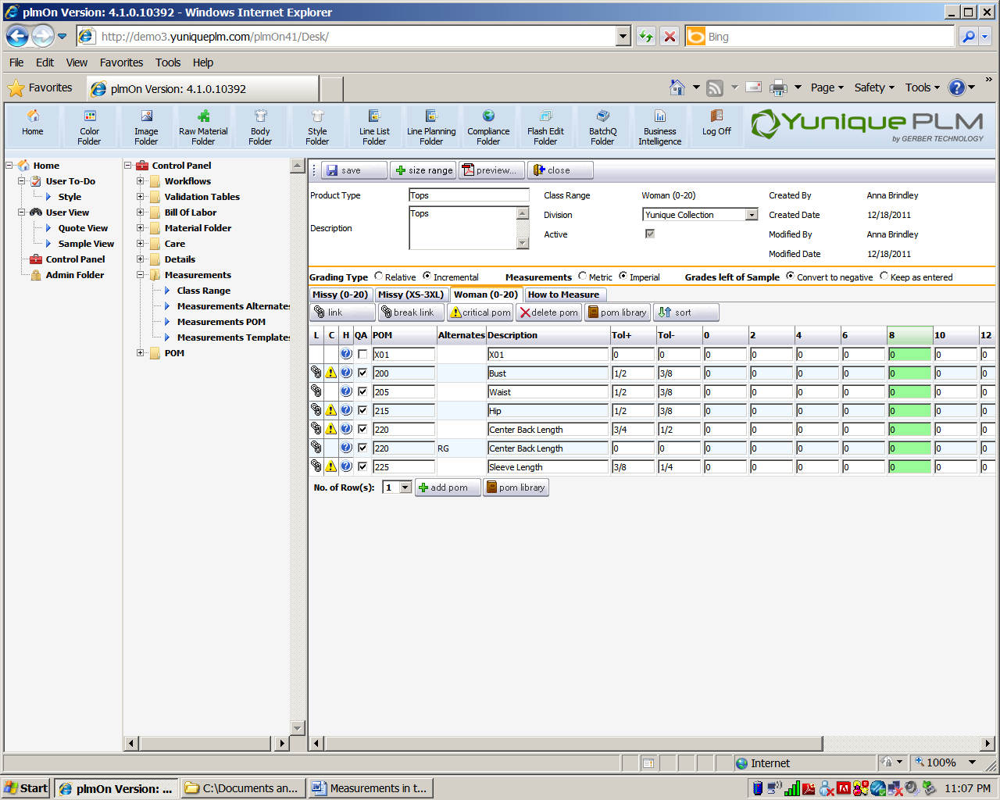 plmOn Version: 4.1.0.10392 - Windows Internet Explorer
http://demo3.yuniqueplm.com/plmOn41/Desk/
Bing
File Edit View Favorites Tools Help
Favorites
plmOn Version: 4.1.0.10392
Page Safety Tools
Home
Color Folder
Image Folder
Raw Material Folder
Body Folder
Style Folder
Line List Folder
Line Planning Folder
Compliance Folder
Flash Edit Folder
BatchQ Folder
Business Intelligence
Log Off
Yunique PLM
by GERBER TECHNOLOGY
Home
User To-Do
Style
User View
Quote View
Sample View
Control Panel
Admin Folder
Control Panel
Workflows
Validation Tables
Bill Of Labor
Material Folder
Care
Details
Measurements
Class Range
Measurements Alternates
Measurements POM
Measurements Templates
POM
save size range preview... close
Product Type Tops Class Range Woman (0-20) Created By Anna Brindley
Description Tops Division Yunique Collection Created Date 12/18/2011
Active Modified By Anna Brindley
Modified Date 12/18/2011
Grading Type Relative Incremental Measurements Metric Imperial Grades left of Sample Convert to negative Keep as entered
Missy (0-20) Missy (XS-3XL) Woman (0-20) How to Measure
link break link critical pom delete pom pom library sort
L C H QA POM Alternates Description Tol+ Tol- 0 2 4 6 8 10 12
X01 X01 0 0 0 0 0 0 0 0 0
200 Bust 1/2 3/8 0 0 0 0 0 0 0
205 Waist 1/2 3/8 0 0 0 0 0 0 0
215 Hip 1/2 3/8 0 0 0 0 0 0 0
220 Center Back Length 3/4 1/2 0 0 0 0 0 0 0
220 RG Center Back Length 0 0 0 0 0 0 0 0 0
225 Sleeve Length 3/8 1/4 0 0 0 0 0 0 0
No. of Row(s): 1 add pom pom library
Internet 100%
Start plmOn Version: ... C:\Documents an... Measurements in t... 11:07 PM